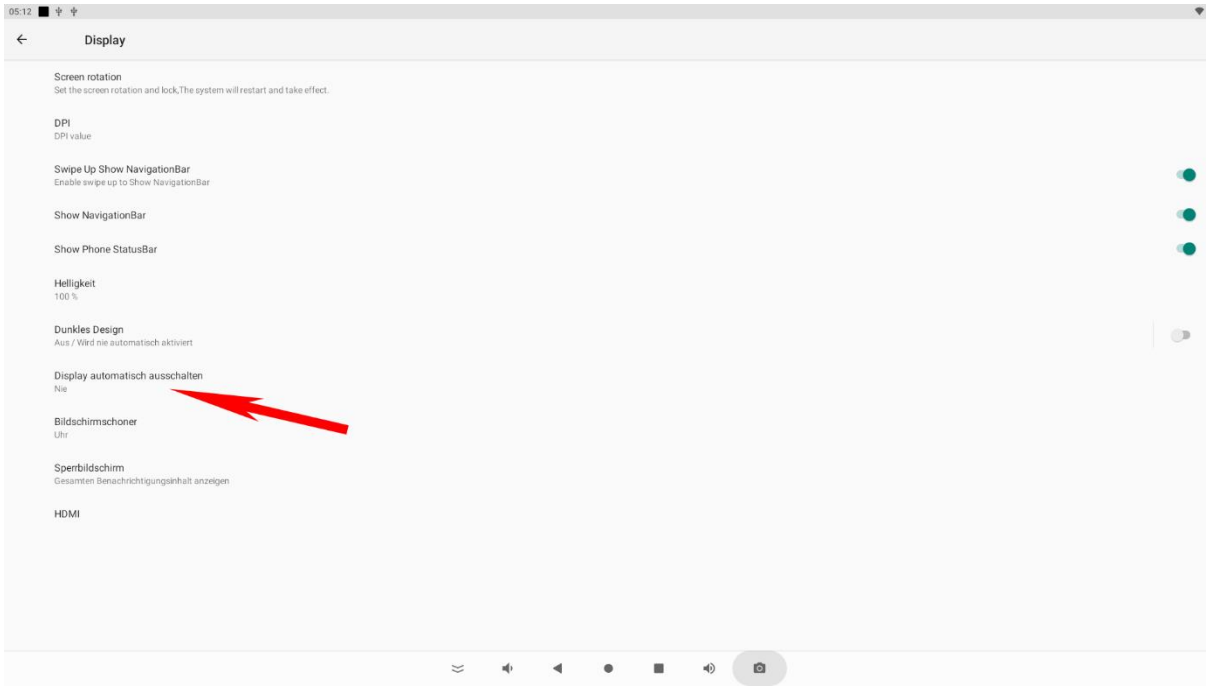 05:12
Display
Screen rotation
Set the screen rotation and lock,The system will restart and take effect.
DPI
DPI value
Swipe Up Show NavigationBar
Enable swipe up to Show NavigationBar
Show NavigationBar
Show Phone StatusBar
Helligkeit
100 %
Dunkles Design
Aus / Wird nie automatisch aktiviert
Display automatisch ausschalten
Nie
Bildschirmschoner
Uhr
Sperrbildschirm
Gesamten Benachrichtigungsinhalt anzeigen
HDMI